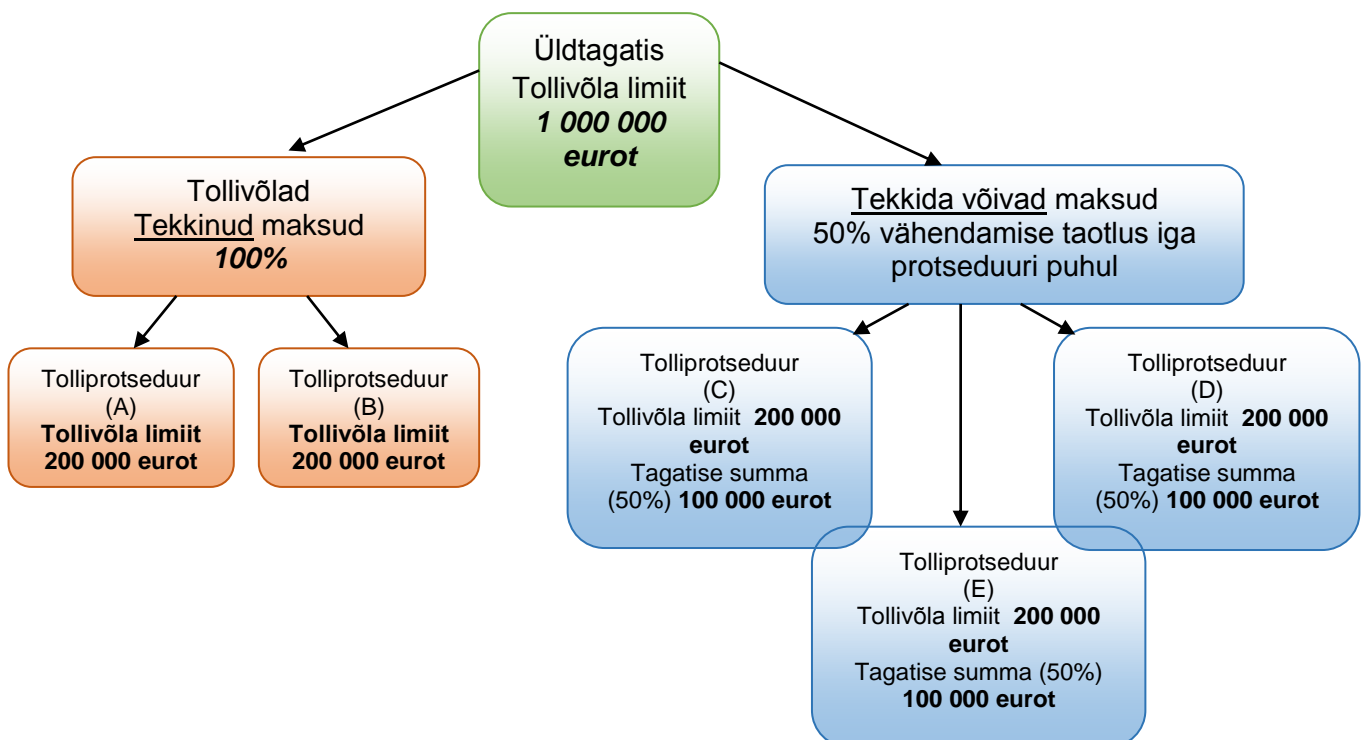 Üldtagatis
Tollivõla limiit
1 000 000
eurot
Tollivõlad
Tekkinud maksud
100%
Tekkida võivad maksud
50% vähendamise taotlus iga
protseduuri puhul
Tolliprotseduur
(A)
Tollivõla limiit
200 000 eurot
Tolliprotseduur
(B)
Tollivõla limiit
200 000 eurot
Tolliprotseduur
(C)
Tollivõla limiit 200 000
eurot
Tagatise summa
(50%) 100 000 eurot
Tolliprotseduur
(D)
Tollivõla limiit 200 000
eurot
Tagatise summa
(50%) 100 000 eurot
Tolliprotseduur
(E)
Tollivõla limiit 200 000
eurot
Tagatise summa (50%)
100 000 eurot